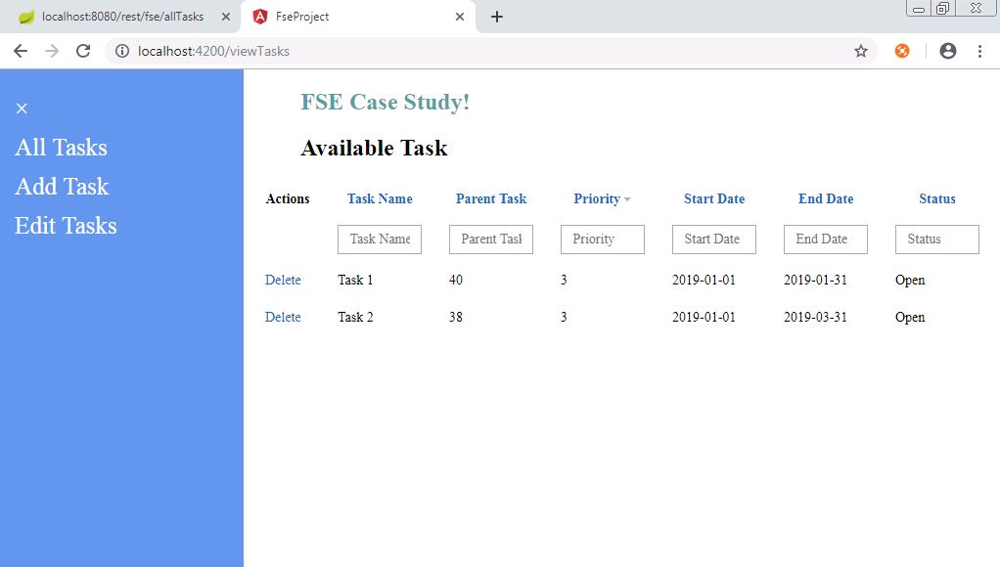 localhost:8080/rest/fse/allTasks
FseProject
localhost:4200/viewTasks
All Tasks
Add Task
Edit Tasks
FSE Case Study!
Available Task
Actions Task Name Parent Task Priority Start Date End Date Status
Task Name Parent Task Priority Start Date End Date Status
Delete Task 1 40 3 2019-01-01 2019-01-31 Open
Delete Task 2 38 3 2019-01-01 2019-03-31 Open